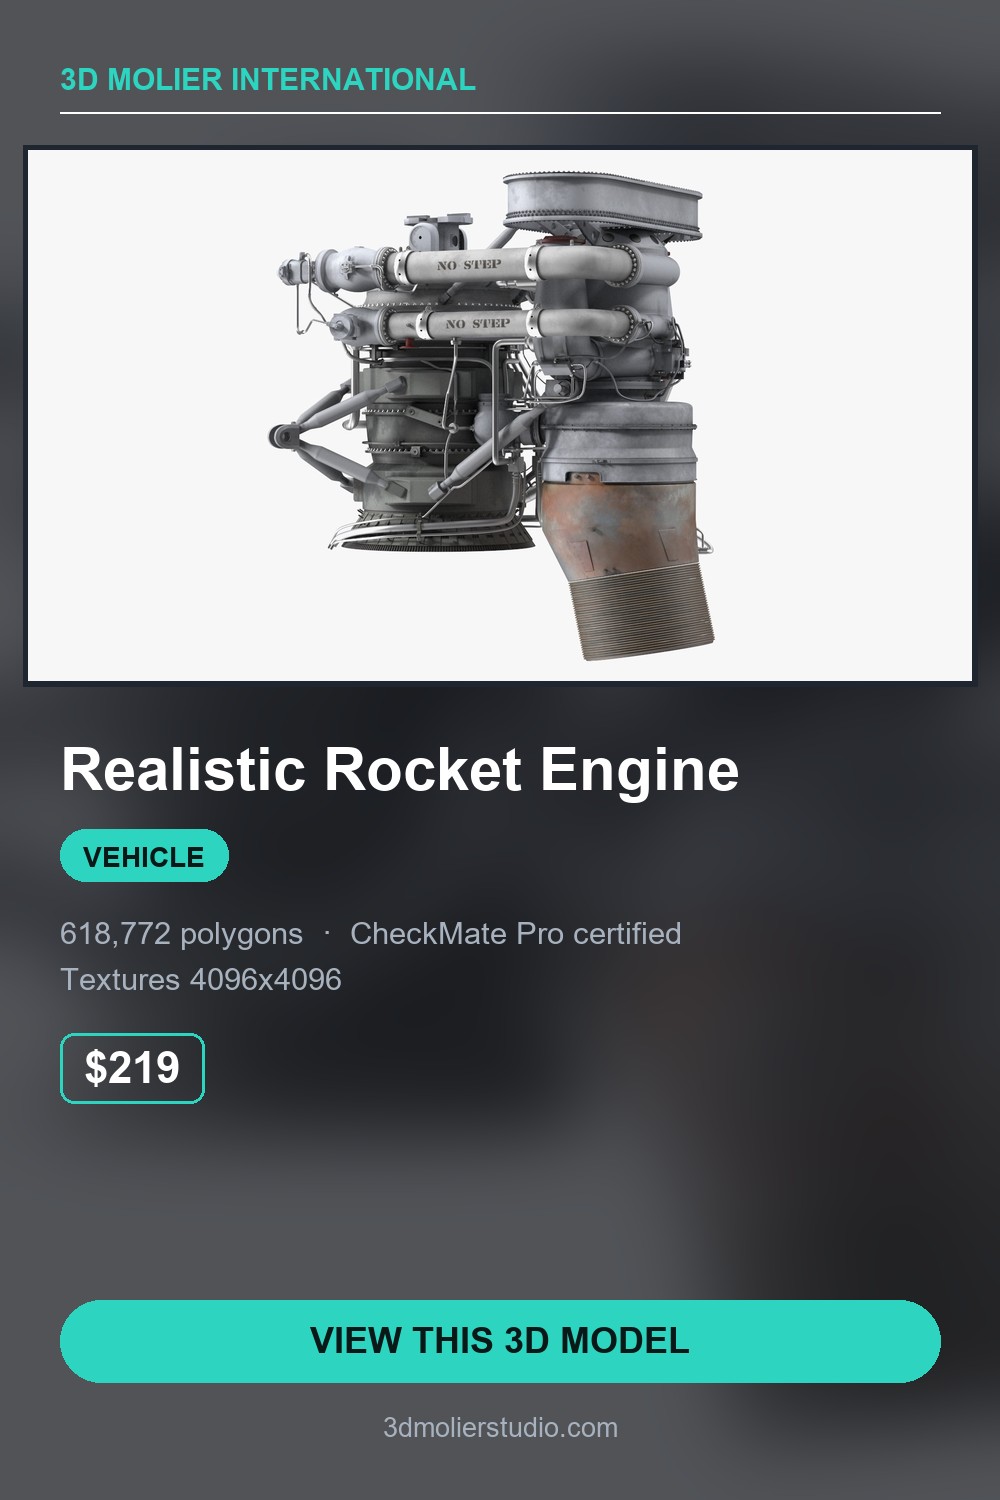 3D MOLIER INTERNATIONAL
NO STEP
NO STEP
Realistic Rocket Engine
VEHICLE
618,772 polygons · CheckMate Pro certified
Textures 4096x4096
$219
VIEW THIS 3D MODEL
3dmolierstudio.com